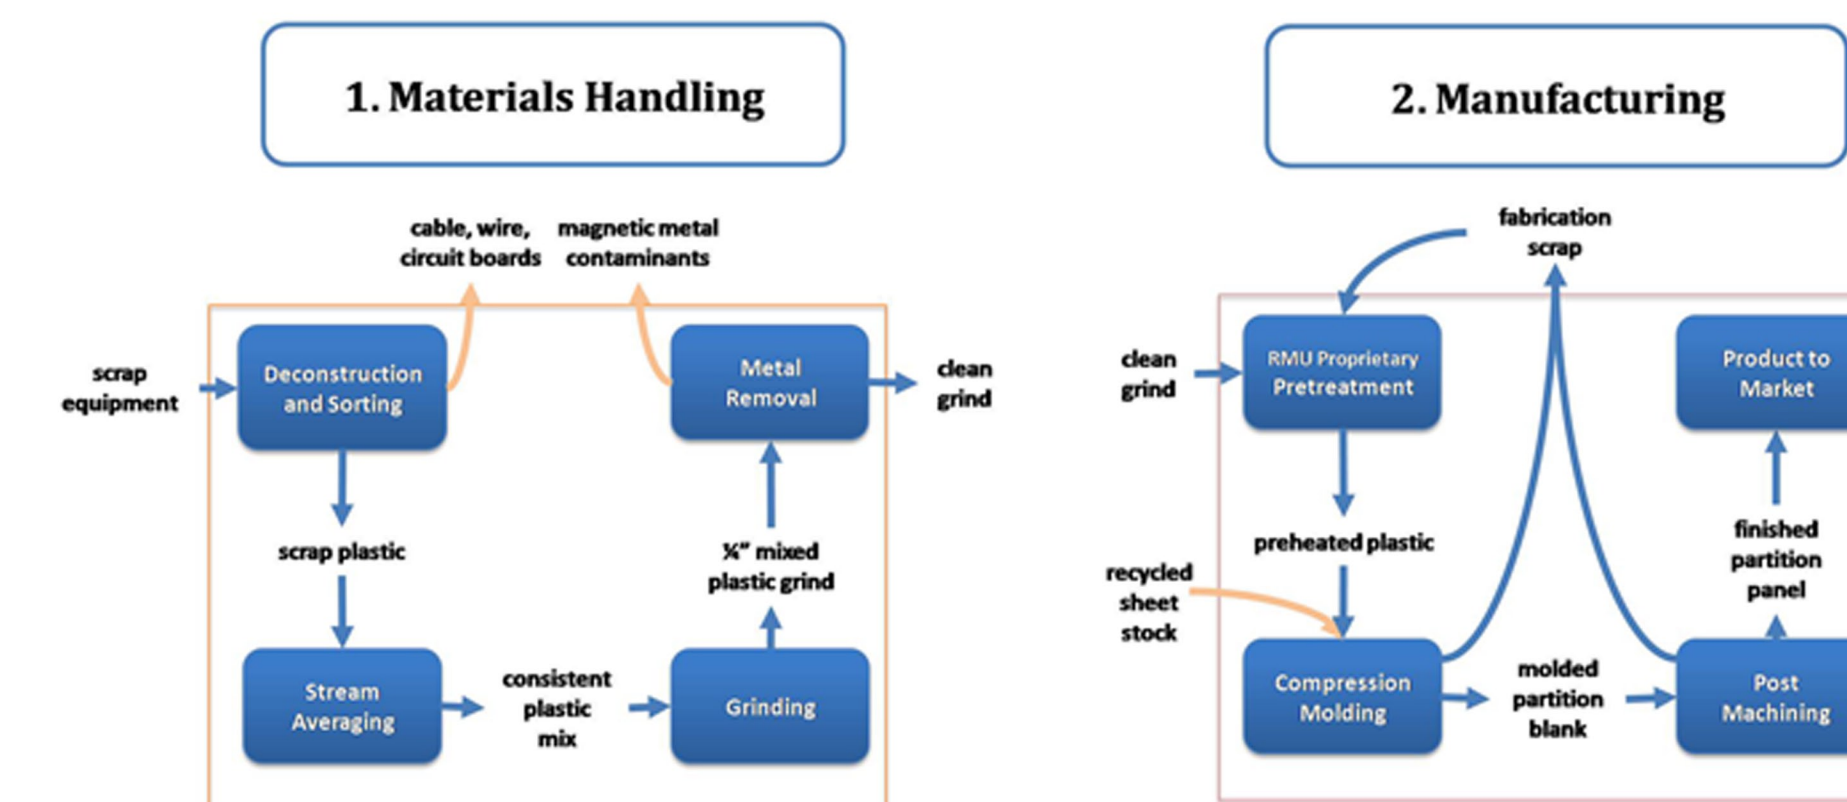 1. Materials Handling
cable, wire,
circuit boards
magnetic metal
contaminants
scrap
equipment
Deconstruction
and Sorting
Metal
Removal
clean
grind
scrap plastic
¼” mixed
plastic grind
Stream
Averaging
consistent
plastic
mix
Grinding
2. Manufacturing
fabrication
scrap
clean
grind
RMU Proprietary
Pretreatment
Product to
Market
preheated plastic
finished
partition
panel
recycled
sheet
stock
Compression
Molding
molded
partition
blank
Post
Machining